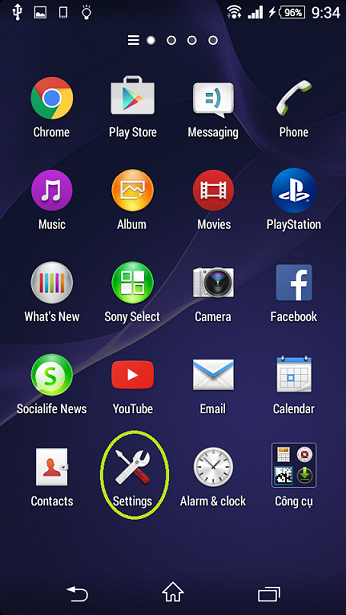 96%
9:34
Chrome
Play Store
Messaging
Phone
Music
Album
Movies
PlayStation
What's New
Sony Select
Camera
Facebook
Socialife News
YouTube
Email
Calendar
Contacts
Settings
Alarm & clock
Công cụ